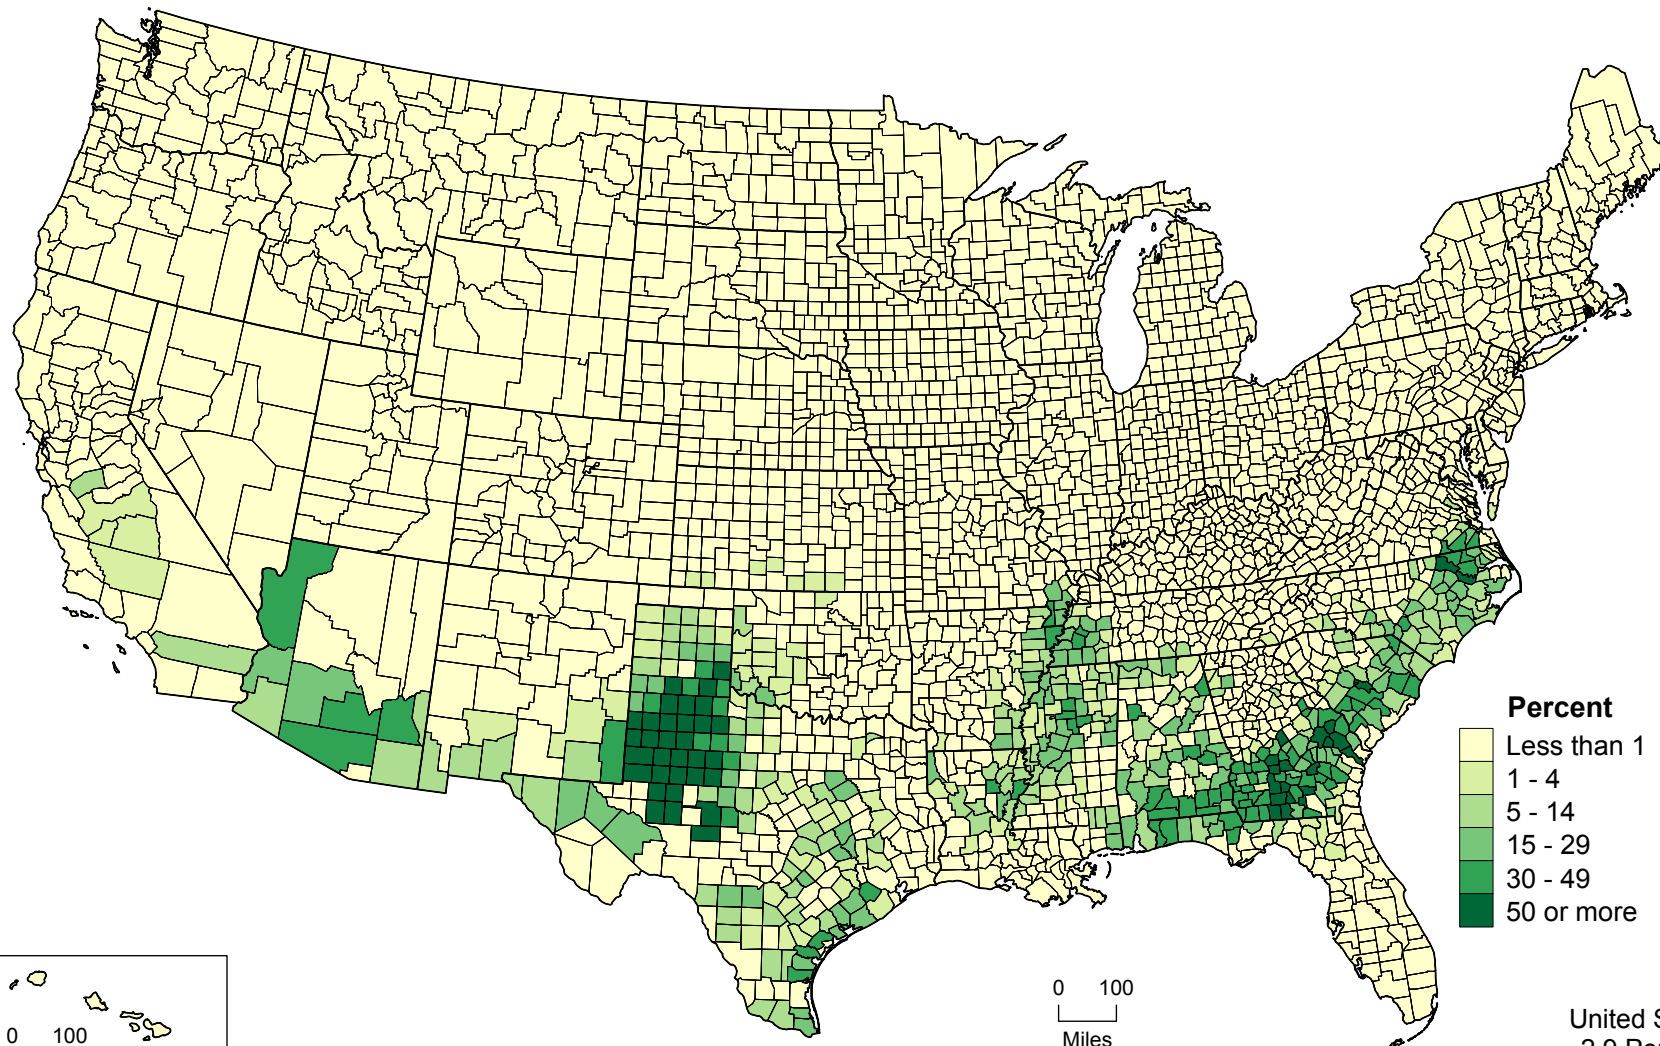 Percent
Less than 1
1 - 4
5 - 14
15 - 29
30 - 49
50 or more
0 100
Miles
0 100
United